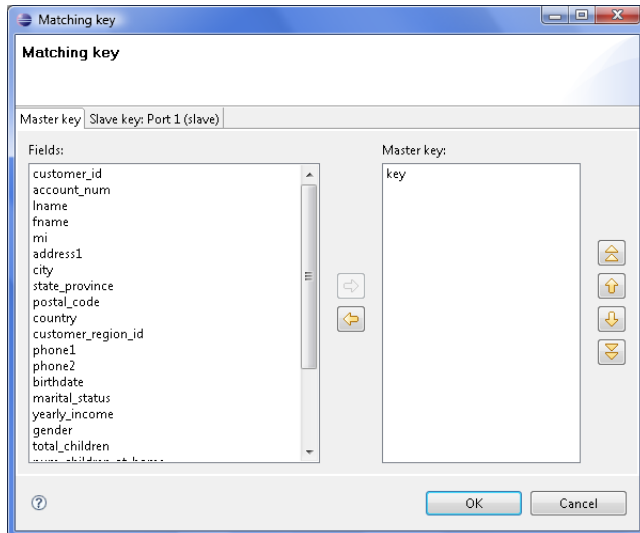 Matching key
Matching key
Master key
Slave key: Port 1 (slave)
Fields:
customer_id
account_num
lname
fname
mi
address1
city
state_province
postal_code
country
customer_region_id
phone1
phone2
birthdate
marital_status
yearly_income
gender
total_children
num_children_at_home
Master key:
key
OK
Cancel